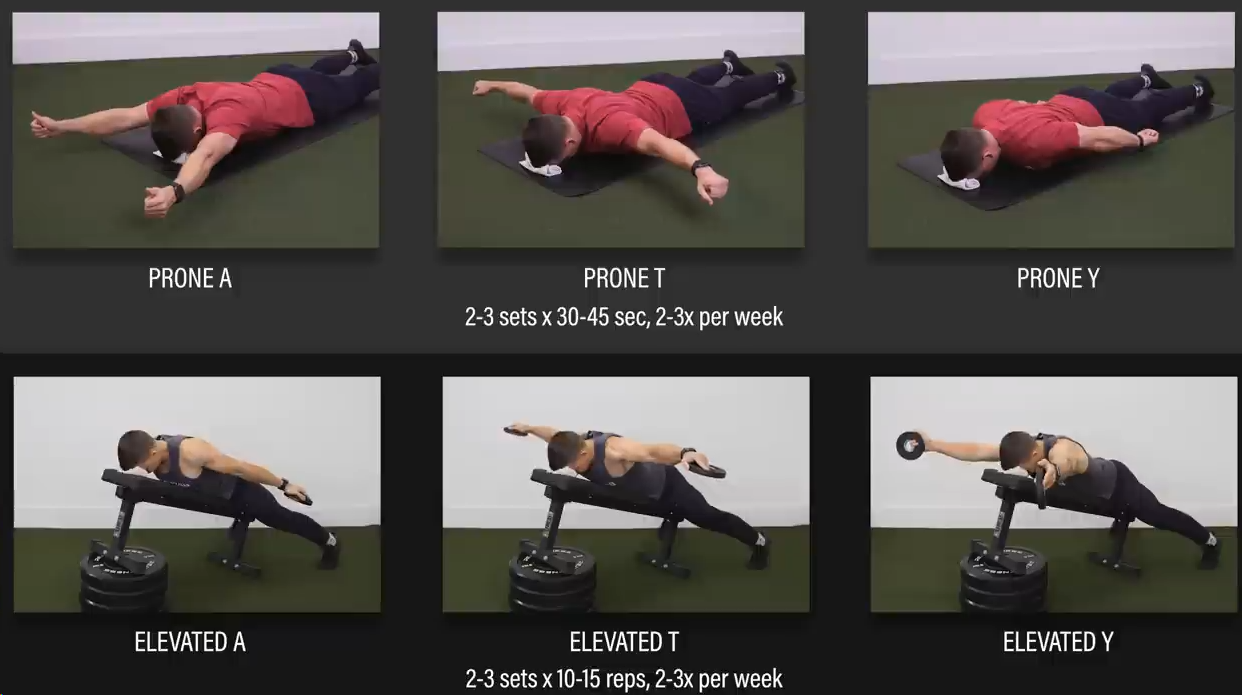 PRONE A
PRONE T
PRONE Y
2-3 sets x 30-45 sec, 2-3x per week
ELEVATED A
ELEVATED T
ELEVATED Y
2-3 sets x 10-15 reps, 2-3x per week